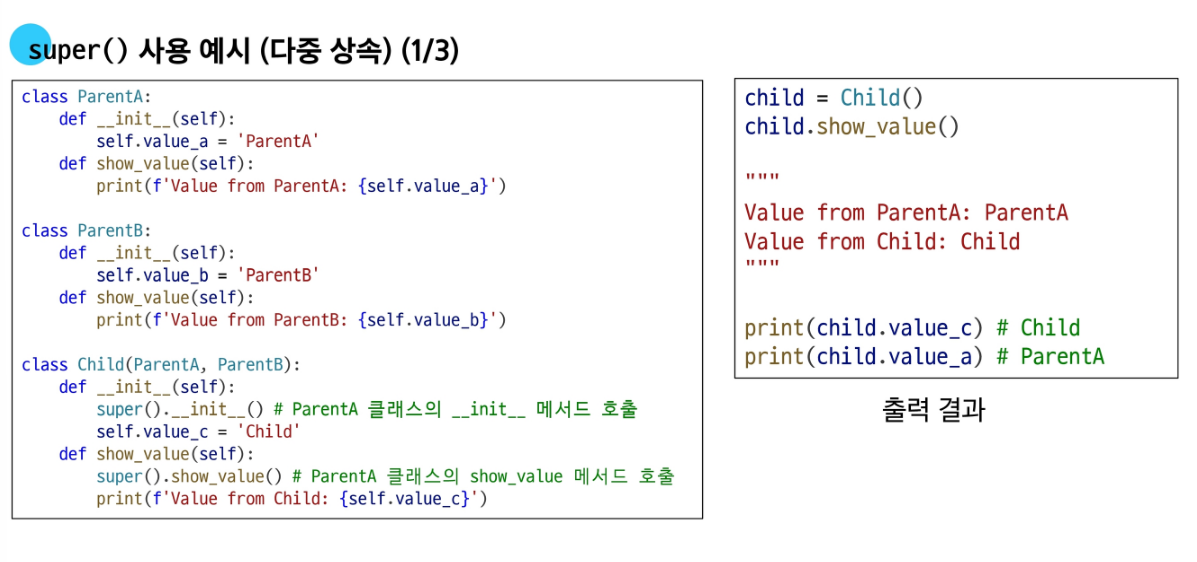 super() 사용 예시 (다중 상속) (1/3)
class ParentA:
    def __init__(self):
        self.value_a = 'ParentA'
    def show_value(self):
        print(f'Value from ParentA: {self.value_a}')

class ParentB:
    def __init__(self):
        self.value_b = 'ParentB'
    def show_value(self):
        print(f'Value from ParentB: {self.value_b}')

class Child(ParentA, ParentB):
    def __init__(self):
        super().__init__() # ParentA 클래스의 __init__ 메서드 호출
        self.value_c = 'Child'
    def show_value(self):
        super().show_value() # ParentA 클래스의 show_value 메서드 호출
        print(f'Value from Child: {self.value_c}')
child = Child()
child.show_value()

"""
Value from ParentA: ParentA
Value from Child: Child
"""

print(child.value_c) # Child
print(child.value_a) # ParentA
출력 결과